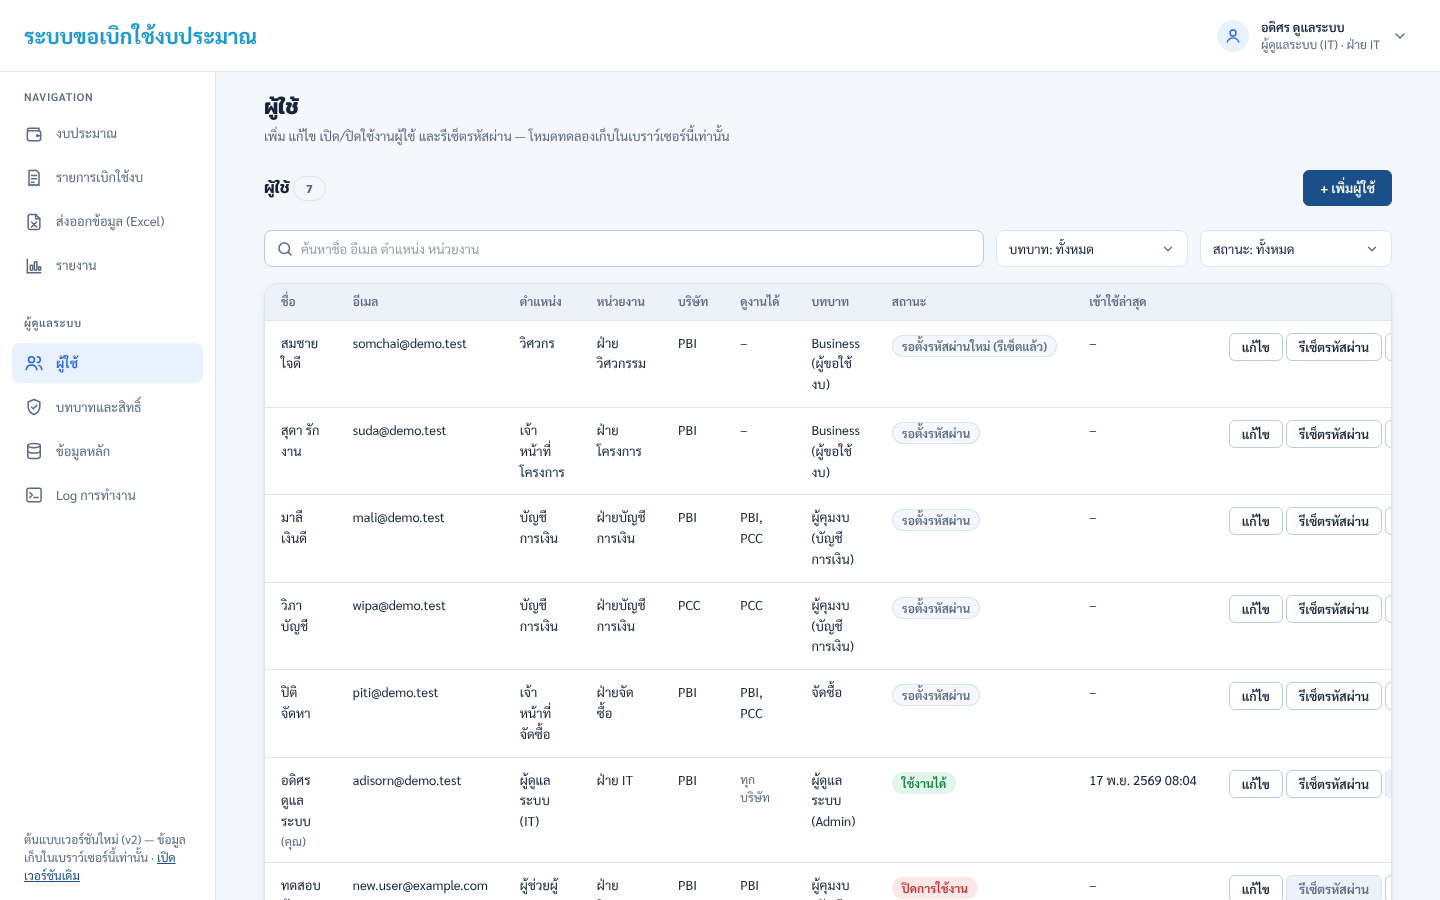 ระบบขอเบิกใช้งบประมาณ
อดิศร ดูแลระบบ
ผู้ดูแลระบบ (IT) · ฝ่าย IT
NAVIGATION
งบประมาณ
รายการเบิกใช้งบ
ส่งออกข้อมูล (Excel)
รายงาน
ผู้ดูแลระบบ
ผู้ใช้
บทบาทและสิทธิ์
ข้อมูลหลัก
Log การทำงาน
ต้นแบบเวอร์ชันใหม่ (v2) — ข้อมูล
เก็บในเบราว์เซอร์นี้เท่านั้น · เปิด
เวอร์ชันเดิม
ผู้ใช้
เพิ่ม แก้ไข เปิด/ปิดใช้งานผู้ใช้ และรีเซ็ตรหัสผ่าน — โหมดทดลองเก็บในเบราว์เซอร์นี้เท่านั้น
ผู้ใช้ 7
+ เพิ่มผู้ใช้
ค้นหาชื่อ อีเมล ตำแหน่ง หน่วยงาน
บทบาท: ทั้งหมด
สถานะ: ทั้งหมด
ชื่อ อีเมล ตำแหน่ง หน่วยงาน บริษัท ดูงานได้ บทบาท สถานะ เข้าใช้ล่าสุด
สมชาย somchai@demo.test วิศวกร ฝ่าย PBI – Business รอตั้งรหัสผ่านใหม่ (รีเซ็ตแล้ว) – แก้ไข รีเซ็ตรหัสผ่าน
ใจดี วิศวกรรม (ผู้ขอใช้
งบ)
สุดา รัก suda@demo.test เจ้า ฝ่าย PBI – Business รอตั้งรหัสผ่าน – แก้ไข รีเซ็ตรหัสผ่าน
งาน หน้าที่ โครงการ (ผู้ขอใช้
โครงการ งบ)
มาลี mali@demo.test บัญชี ฝ่ายบัญชี PBI PBI, ผู้คุมงบ รอตั้งรหัสผ่าน – แก้ไข รีเซ็ตรหัสผ่าน
เงินดี การเงิน การเงิน PCC (บัญชี
การเงิน)
วิภา wipa@demo.test บัญชี ฝ่ายบัญชี PCC PCC ผู้คุมงบ รอตั้งรหัสผ่าน – แก้ไข รีเซ็ตรหัสผ่าน
บัญชี การเงิน การเงิน (บัญชี
การเงิน)
ปิติ piti@demo.test เจ้า ฝ่ายจัด PBI PBI, จัดซื้อ รอตั้งรหัสผ่าน – แก้ไข รีเซ็ตรหัสผ่าน
จัดหา หน้าที่ ซื้อ PCC
จัดซื้อ
อดิศร adisorn@demo.test ผู้ดูแล ฝ่าย IT PBI ทุก ผู้ดูแล ใช้งานได้ 17 พ.ย. 2569 08:04 แก้ไข รีเซ็ตรหัสผ่าน
ดูแล ระบบ บริษัท ระบบ
ระบบ (IT) (Admin)
(คุณ)
ทดสอบ new.user@example.com ผู้ช่วยผู้ ฝ่าย PBI PBI ผู้คุมงบ ปิดการใช้งาน – แก้ไข รีเซ็ตรหัสผ่าน